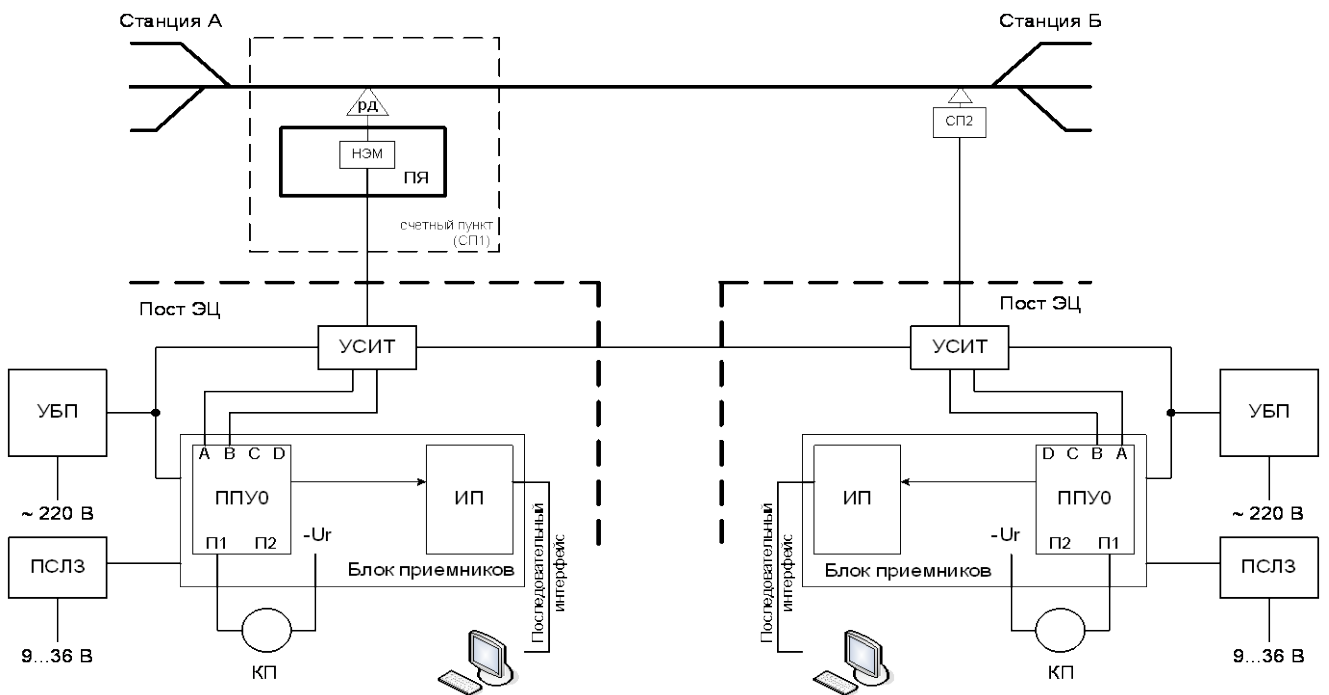 Станция А
Станция Б
рд
НЭМ
ПЯ
счетный пункт
(СП1)
СП2
Пост ЭЦ
Пост ЭЦ
УСИТ
УСИТ
УБП
УБП
A B C D
D C B A
ППУ0
ИП
ИП
ППУ0
~ 220 В
~ 220 В
П1 П2
-Ur
-Ur
П2 П1
ПСЛЗ
ПСЛЗ
Блок приемников
Блок приемников
Последовательный
интерфейс
Последовательный
интерфейс
9...36 В
КП
КП
9...36 В